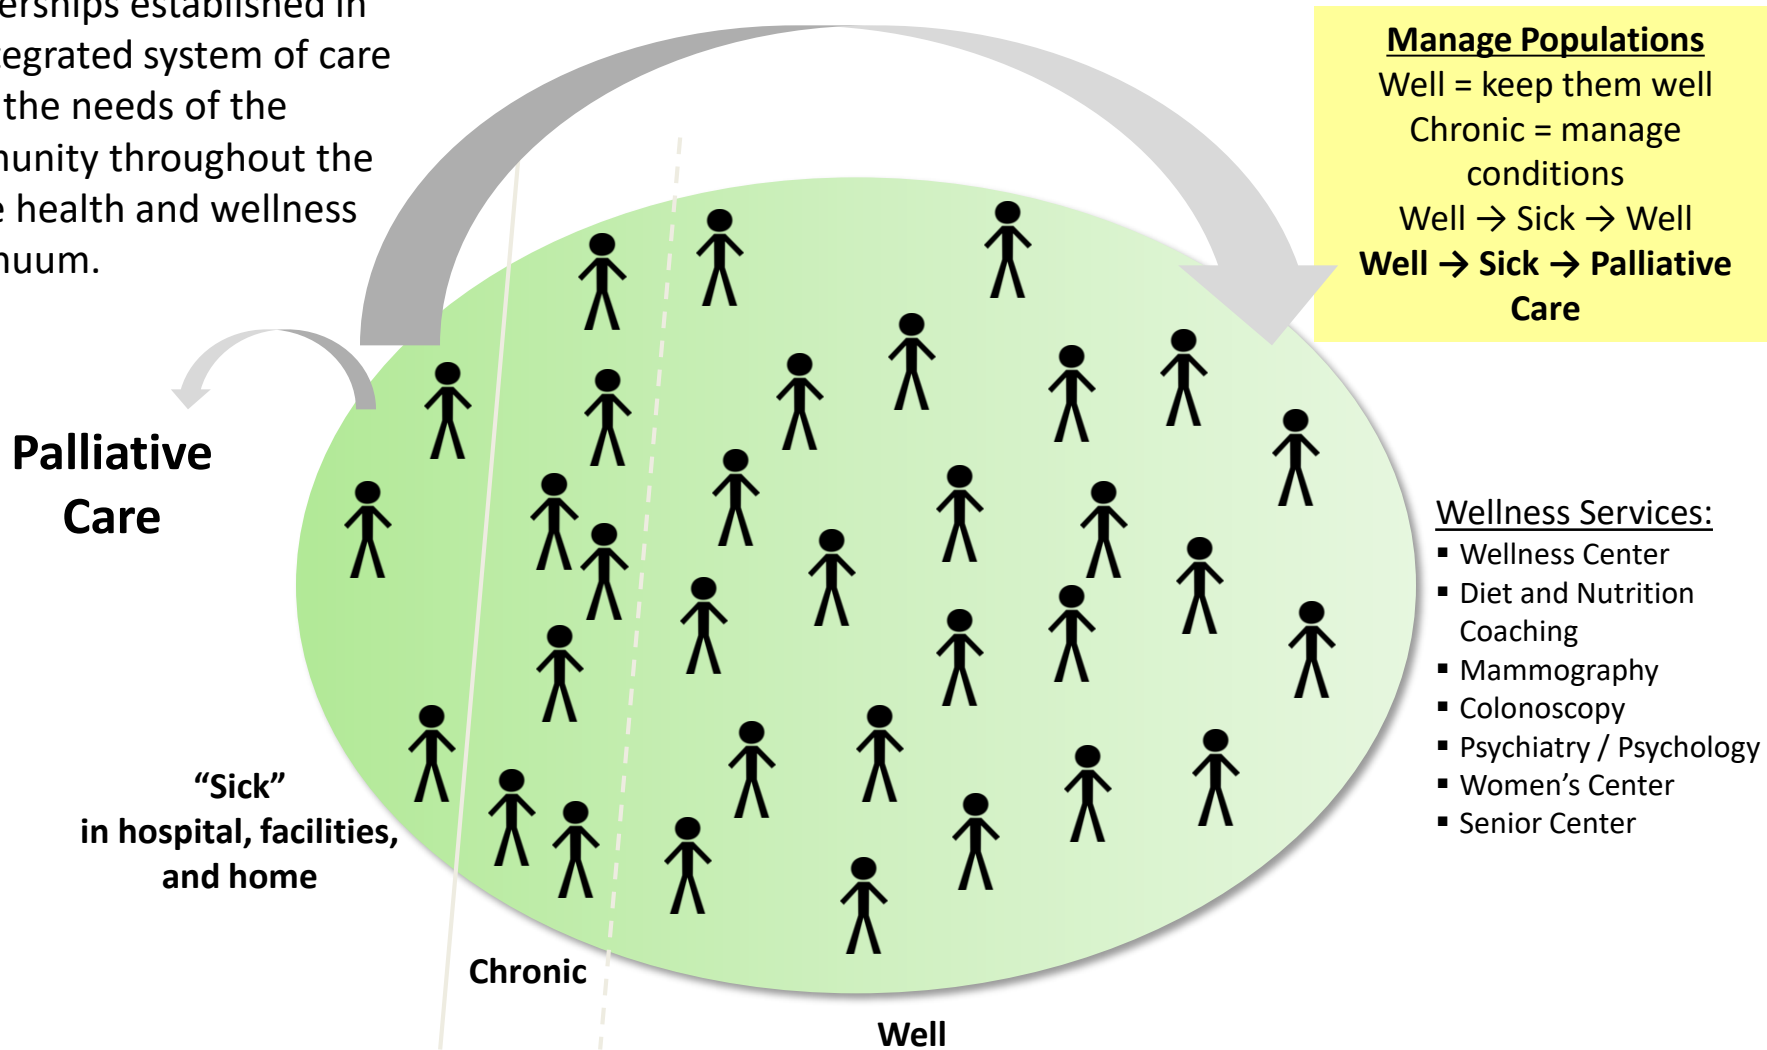 erships established in
tegrated system of care
the needs of the
unity throughout the
health and wellness
nuum.
Manage Populations
Well = keep them well
Chronic = manage
conditions
Well → Sick → Well
Well → Sick → Palliative
Care
Palliative
Care
Wellness Services:
▪ Wellness Center
▪ Diet and Nutrition
Coaching
▪ Mammography
▪ Colonoscopy
▪ Psychiatry / Psychology
▪ Women’s Center
▪ Senior Center
“Sick”
in hospital, facilities,
and home
Chronic
Well